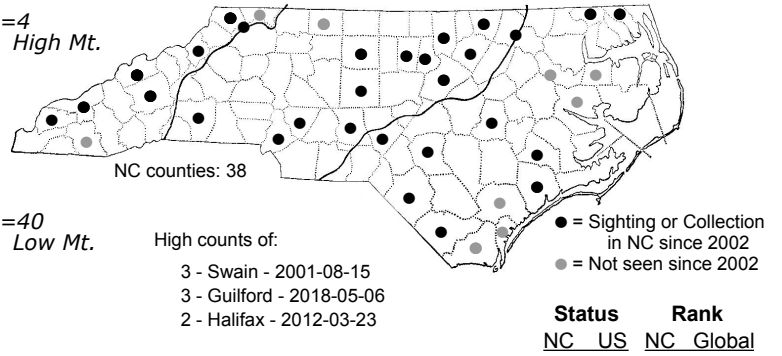 =4
High Mt.
NC counties: 38
=40
Low Mt.
High counts of:
3 - Swain - 2001-08-15
3 - Guilford - 2018-05-06
2 - Halifax - 2012-03-23
= Sighting or Collection
in NC since 2002
= Not seen since 2002
Status Rank
NC US NC Global